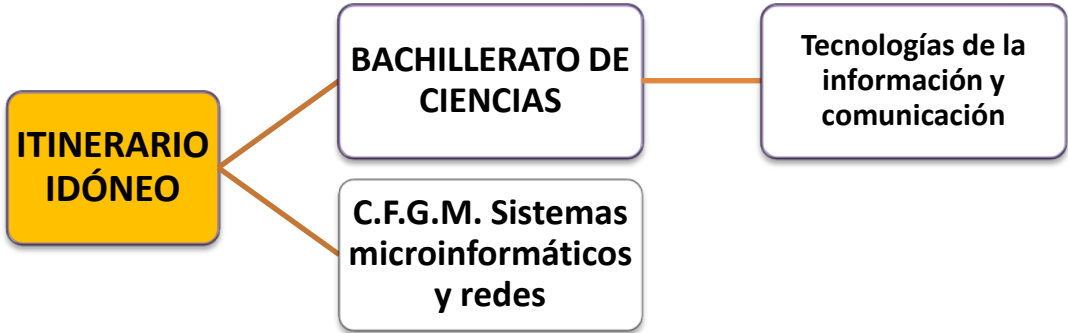 ITINERARIO
IDÓNEO
BACHILLERATO DE
CIENCIAS
Tecnologías de la
información y
comunicación
C.F.G.M. Sistemas
microinformáticos
y redes